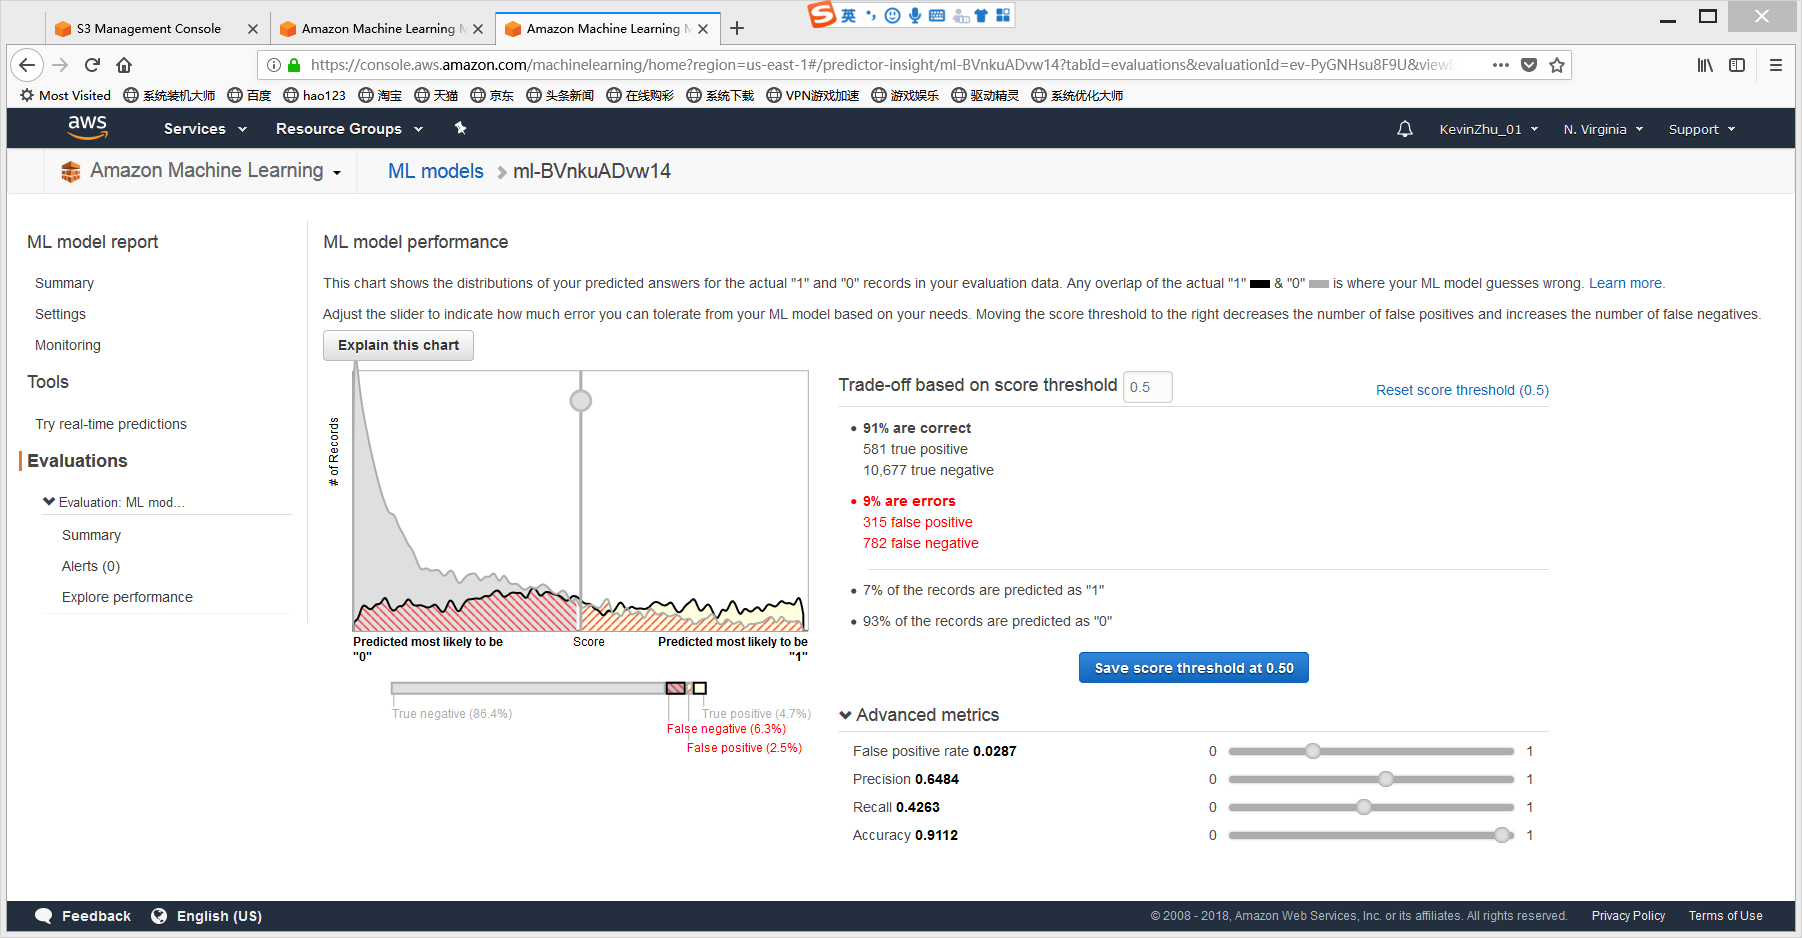 S3 Management Console
Amazon Machine Learning M
Amazon Machine Learning M
英
https://console.aws.amazon.com/machinelearning/home?region=us-east-1#/predictor-insight/ml-BVnkuADvw14?tabId=evaluations&evaluationId=ev-PyGNHsu8F9U&viewId
Most Visited 系统装机大师 百度 hao123 淘宝 天猫 京东 头条新闻 在线购彩 系统下载 VPN游戏加速 游戏娱乐 驱动精灵 系统优化大师
aws Services Resource Groups KevinZhu_01 N. Virginia Support
Amazon Machine Learning ML models ml-BVnkuADvw14
ML model report
Summary
Settings
Monitoring
Tools
Try real-time predictions
Evaluations
Evaluation: ML mod...
Summary
Alerts (0)
Explore performance
ML model performance
This chart shows the distributions of your predicted answers for the actual "1" and "0" records in your evaluation data. Any overlap of the actual "1" & "0" is where your ML model guesses wrong. Learn more.
Adjust the slider to indicate how much error you can tolerate from your ML model based on your needs. Moving the score threshold to the right decreases the number of false positives and increases the number of false negatives.
Explain this chart
# of Records
Predicted most likely to be "0"
Score
Predicted most likely to be "1"
True negative (86.4%)
True positive (4.7%)
False negative (6.3%)
False positive (2.5%)
Trade-off based on score threshold 0.5
Reset score threshold (0.5)
91% are correct
581 true positive
10,677 true negative
9% are errors
315 false positive
782 false negative
7% of the records are predicted as "1"
93% of the records are predicted as "0"
Save score threshold at 0.50
Advanced metrics
False positive rate 0.0287 0 1
Precision 0.6484 0 1
Recall 0.4263 0 1
Accuracy 0.9112 0 1
Feedback English (US)
© 2008 - 2018, Amazon Web Services, Inc. or its affiliates. All rights reserved. Privacy Policy Terms of Use